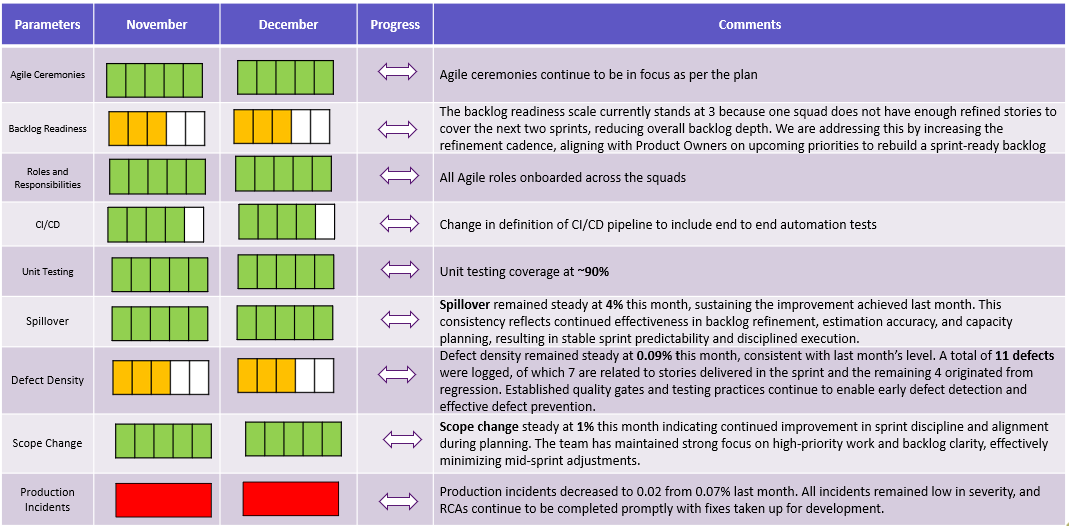 Parameters November December Progress Comments
Agile Ceremonies
Agile ceremonies continue to be in focus as per the plan
Backlog Readiness
The backlog readiness scale currently stands at 3 because one squad does not have enough refined stories to
cover the next two sprints, reducing overall backlog depth. We are addressing this by increasing the
refinement cadence, aligning with Product Owners on upcoming priorities to rebuild a sprint-ready backlog
Roles and
Responsibilities
All Agile roles onboarded across the squads
CI/CD
Change in definition of CI/CD pipeline to include end to end automation tests
Unit Testing
Unit testing coverage at ~90%
Spillover
Spillover remained steady at 4% this month, sustaining the improvement achieved last month. This
consistency reflects continued effectiveness in backlog refinement, estimation accuracy, and capacity
planning, resulting in stable sprint predictability and disciplined execution.
Defect Density
Defect density remained steady at 0.09% this month, consistent with last month's level. A total of 11 defects
were logged, of which 7 are related to stories delivered in the sprint and the remaining 4 originated from
regression. Established quality gates and testing practices continue to enable early defect detection and
effective defect prevention.
Scope Change
Scope change steady at 1% this month indicating continued improvement in sprint discipline and alignment
during planning. The team has maintained strong focus on high-priority work and backlog clarity, effectively
minimizing mid-sprint adjustments.
Production
Incidents
Production incidents decreased to 0.02 from 0.07% last month. All incidents remained low in severity, and
RCAs continue to be completed promptly with fixes taken up for development.